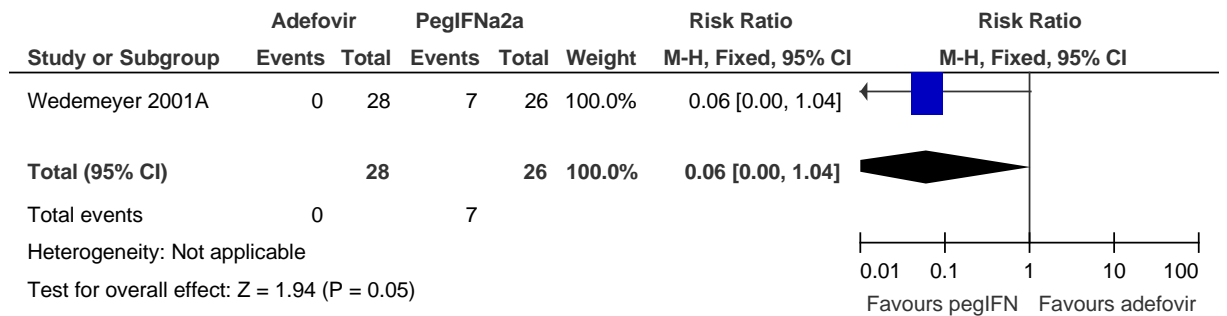 Adefovir PegIFNa2a Risk Ratio Risk Ratio
Study or Subgroup Events Total Events Total Weight M-H, Fixed, 95% CI M-H, Fixed, 95% CI
Wedemeyer 2001A 0 28 7 26 100.0% 0.06 [0.00, 1.04]
Total (95% CI) 28 26 100.0% 0.06 [0.00, 1.04]
Total events 0 7
Heterogeneity: Not applicable
Test for overall effect: Z = 1.94 (P = 0.05)
0.01 0.1 1 10 100
Favours pegIFN Favours adefovir